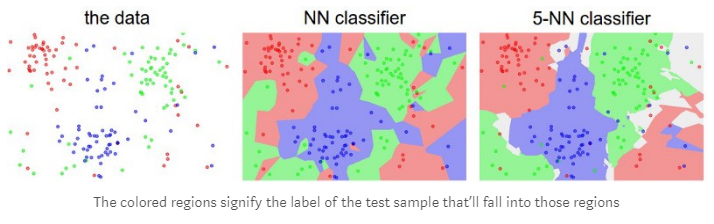 the data
NN classifier
5-NN classifier
The colored regions signify the label of the test sample that'll fall into those regions